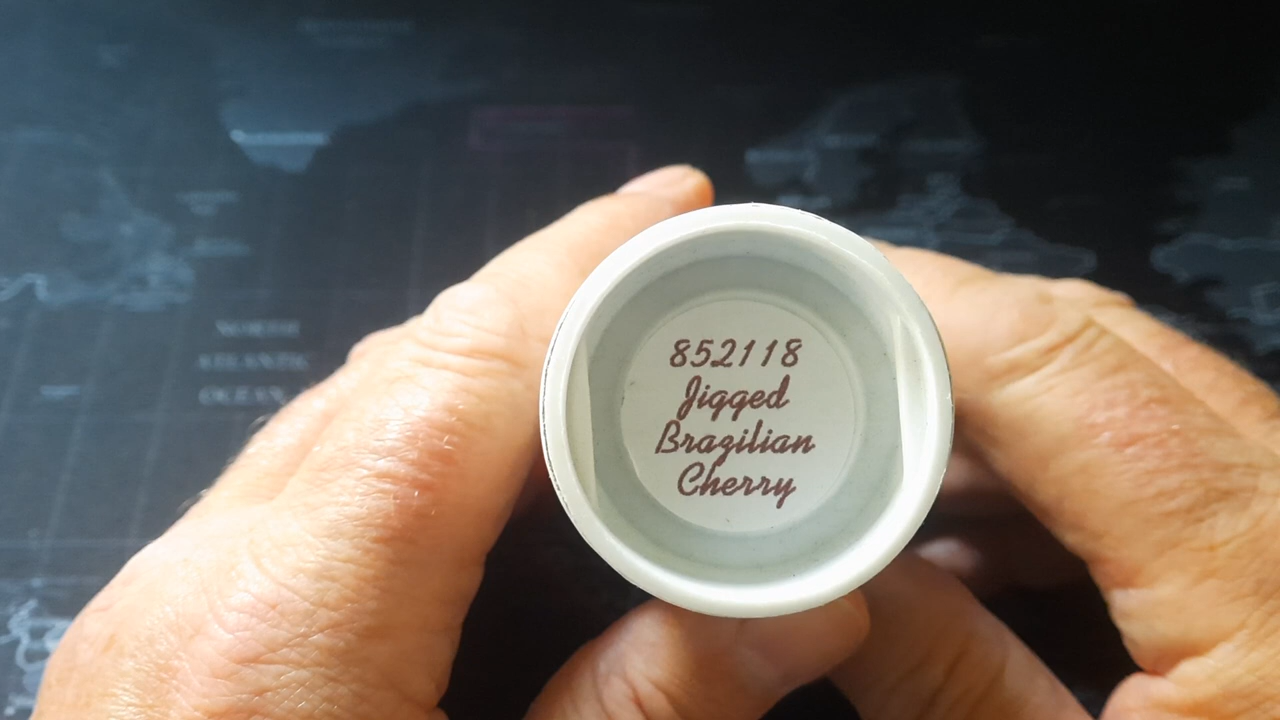 852118
Jigged
Brazilian
Cherry
NORTH
ATLANTIC
OCEAN